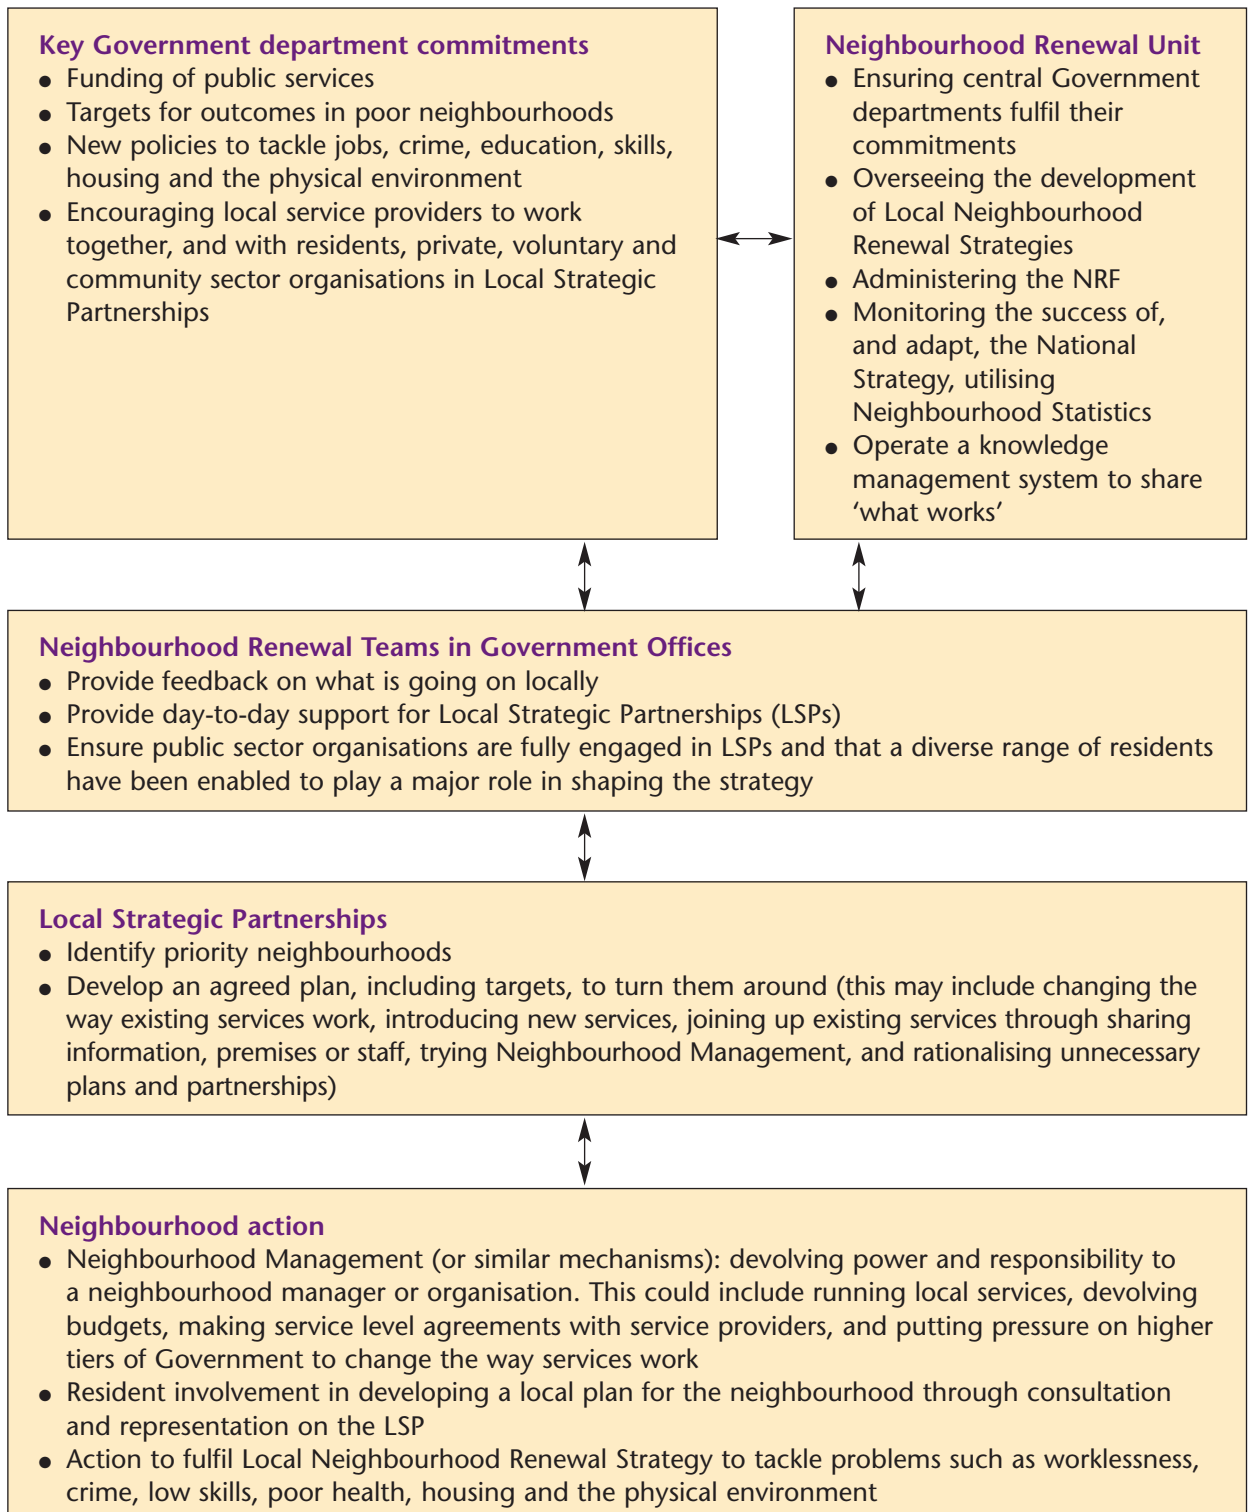 Key Government department commitments
● Funding of public services
● Targets for outcomes in poor neighbourhoods
● New policies to tackle jobs, crime, education, skills,
housing and the physical environment
● Encouraging local service providers to work
together, and with residents, private, voluntary and
community sector organisations in Local Strategic
Partnerships
Neighbourhood Renewal Unit
● Ensuring central Government
departments fulfil their
commitments
● Overseeing the development
of Local Neighbourhood
Renewal Strategies
● Administering the NRF
● Monitoring the success of,
and adapt, the National
Strategy, utilising
Neighbourhood Statistics
● Operate a knowledge
management system to share
‘what works’
Neighbourhood Renewal Teams in Government Offices
● Provide feedback on what is going on locally
● Provide day-to-day support for Local Strategic Partnerships (LSPs)
● Ensure public sector organisations are fully engaged in LSPs and that a diverse range of residents
have been enabled to play a major role in shaping the strategy
Local Strategic Partnerships
● Identify priority neighbourhoods
● Develop an agreed plan, including targets, to turn them around (this may include changing the
way existing services work, introducing new services, joining up existing services through sharing
information, premises or staff, trying Neighbourhood Management, and rationalising unnecessary
plans and partnerships)
Neighbourhood action
● Neighbourhood Management (or similar mechanisms): devolving power and responsibility to
a neighbourhood manager or organisation. This could include running local services, devolving
budgets, making service level agreements with service providers, and putting pressure on higher
tiers of Government to change the way services work
● Resident involvement in developing a local plan for the neighbourhood through consultation
and representation on the LSP
● Action to fulfil Local Neighbourhood Renewal Strategy to tackle problems such as worklessness,
crime, low skills, poor health, housing and the physical environment